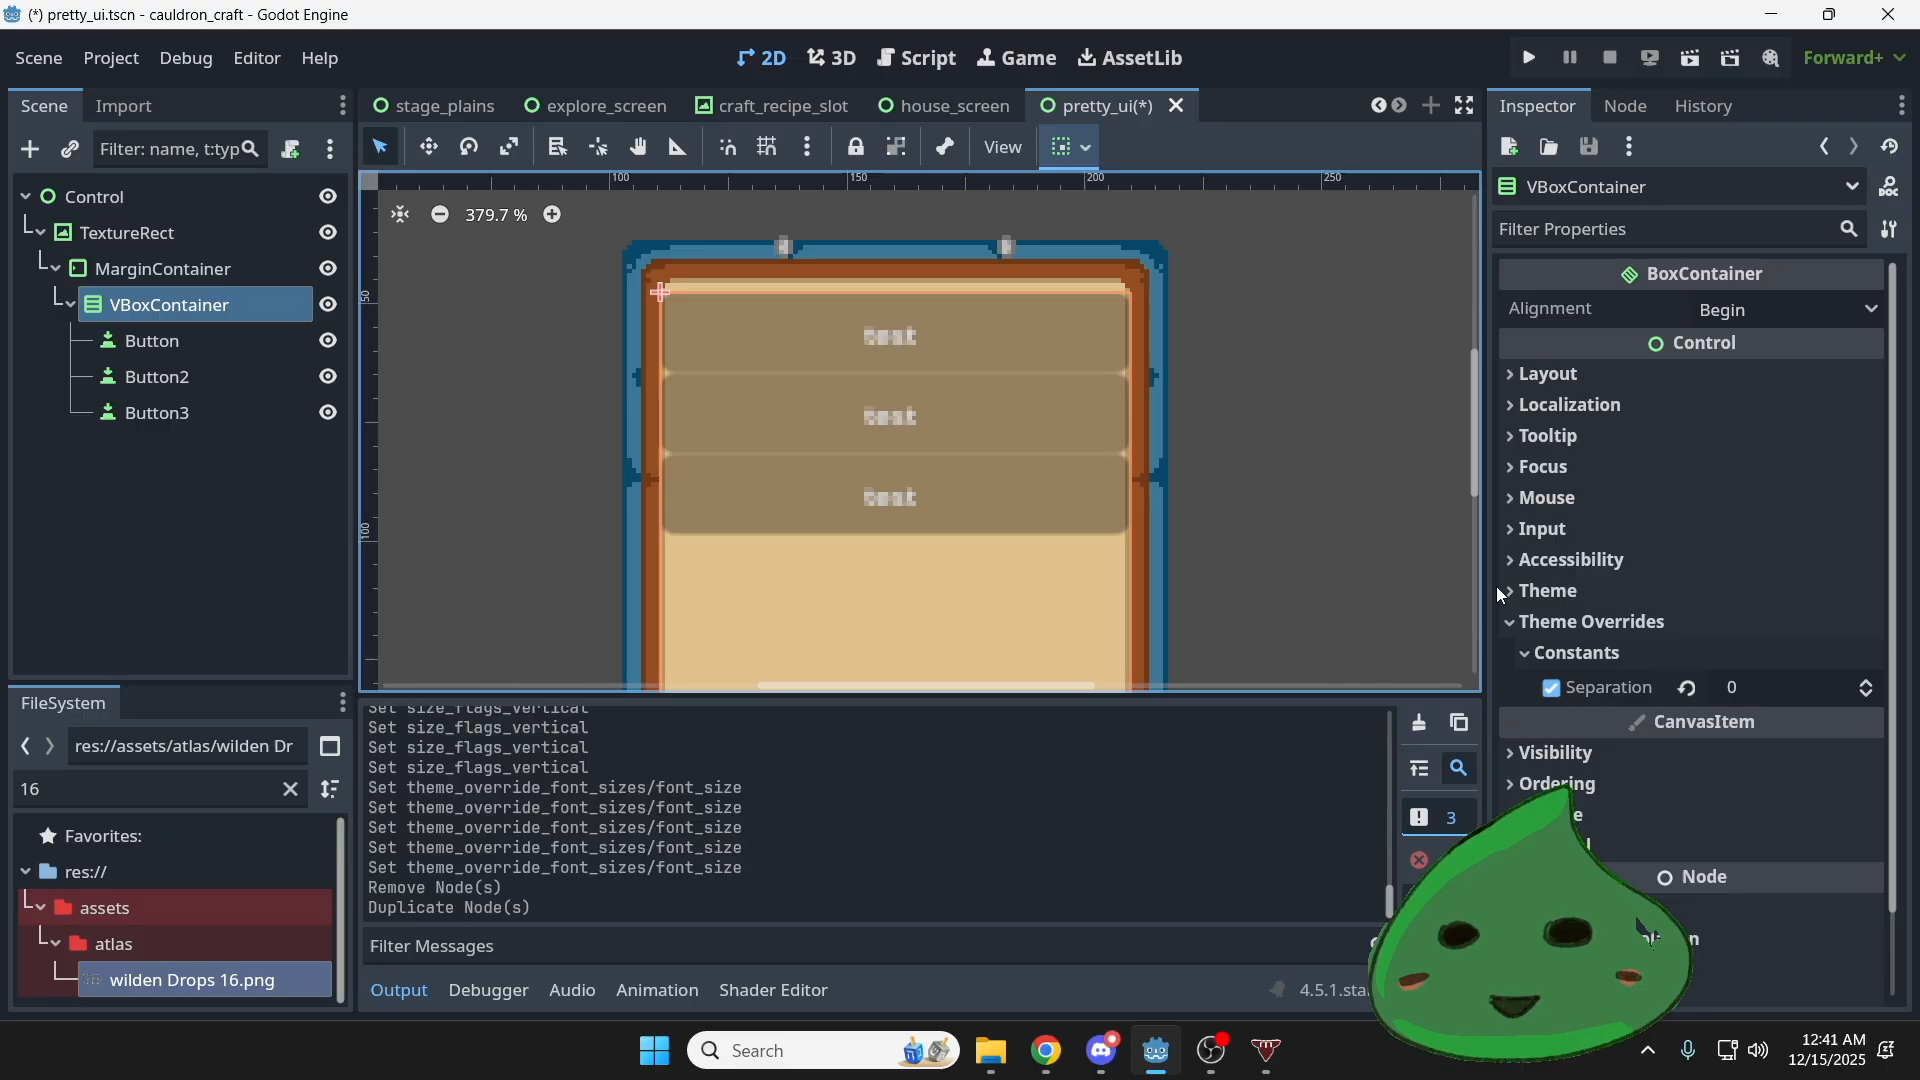 (*) pretty_ui.tscn - cauldron_craft - Godot Engine
Scene Project Debug Editor Help
2D 3D Script Game AssetLib
Forward+
Scene Import
stage_plains explore_screen craft_recipe_slot house_screen pretty_ui(*)
Inspector Node History
Filter: name, t:typ
View
VBoxContainer
Filter Properties
Control
TextureRect
MarginContainer
VBoxContainer
Button
Button2
Button3
100 150 200 250
379.7 %
50
100
test
test
test
BoxContainer
Alignment Begin
Control
Layout
Localization
Tooltip
Focus
Mouse
Input
Accessibility
Theme
Theme Overrides
Constants
Separation 0
CanvasItem
Visibility
Ordering
Node
FileSystem
res://assets/atlas/wilden Dr
16
Favorites:
res://
assets
atlas
wilden Drops 16.png
Set size_flags_vertical
Set size_flags_vertical
Set size_flags_vertical
Set size_flags_vertical
Set theme_override_font_sizes/font_size
Set theme_override_font_sizes/font_size
Set theme_override_font_sizes/font_size
Set theme_override_font_sizes/font_size
Set theme_override_font_sizes/font_size
Remove Node(s)
Duplicate Node(s)
3
Filter Messages
Output Debugger Audio Animation Shader Editor
4.5.1.sta
Search
12:41 AM
12/15/2025